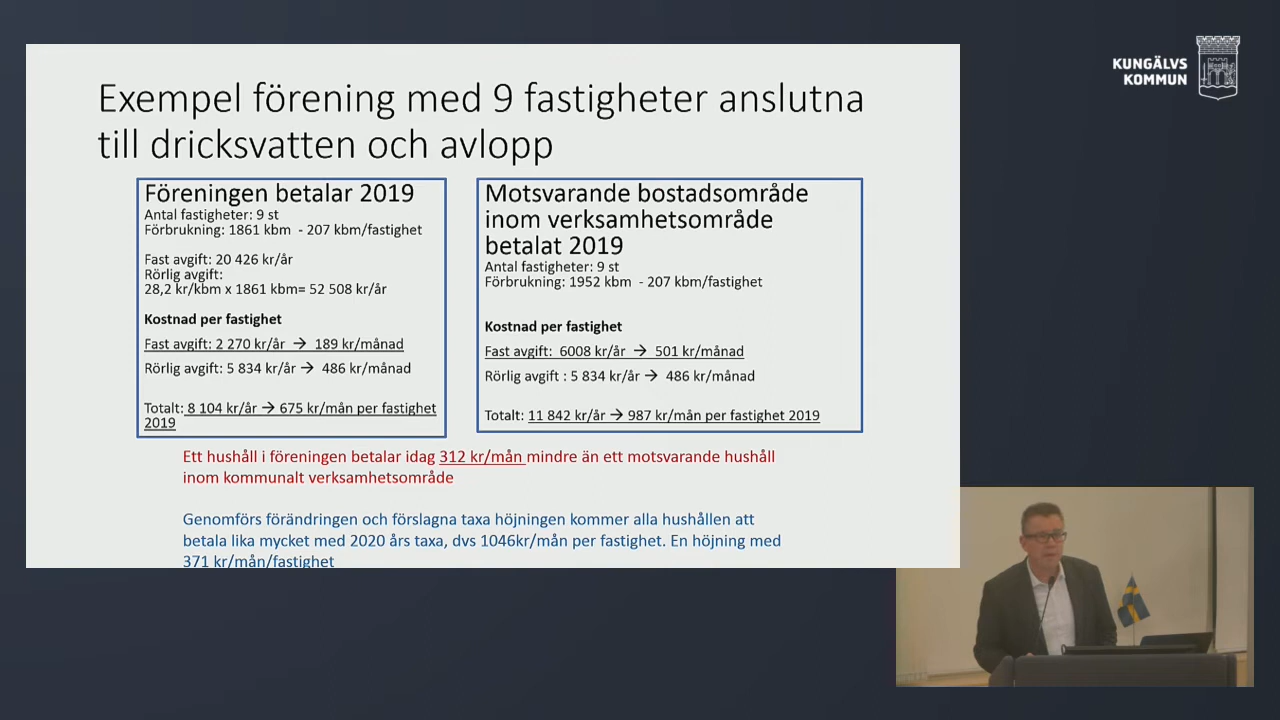 KUNGÄLVS
KOMMUN
Exempel förening med 9 fastigheter anslutna
till dricksvatten och avlopp
Föreningen betalar 2019
Antal fastigheter: 9 st
Förbrukning: 1861 kbm - 207 kbm/fastighet
Fast avgift: 20 426 kr/år
Rörlig avgift:
28,2 kr/kbm x 1861 kbm= 52 508 kr/år
Kostnad per fastighet
Fast avgift: 2 270 kr/år → 189 kr/månad
Rörlig avgift: 5 834 kr/år → 486 kr/månad
Totalt: 8 104 kr/år → 675 kr/mån per fastighet
2019
Motsvarande bostadsområde
inom verksamhetsområde
betalat 2019
Antal fastigheter: 9 st
Förbrukning: 1952 kbm - 207 kbm/fastighet
Kostnad per fastighet
Fast avgift: 6008 kr/år → 501 kr/månad
Rörlig avgift : 5 834 kr/år → 486 kr/månad
Totalt: 11 842 kr/år → 987 kr/mån per fastighet 2019
Ett hushåll i föreningen betalar idag 312 kr/mån mindre än ett motsvarande hushåll
inom kommunalt verksamhetsområde
Genomförs förändringen och förslagna taxa höjningen kommer alla hushållen att
betala lika mycket med 2020 års taxa, dvs 1046kr/mån per fastighet. En höjning med
371 kr/mån/fastighet